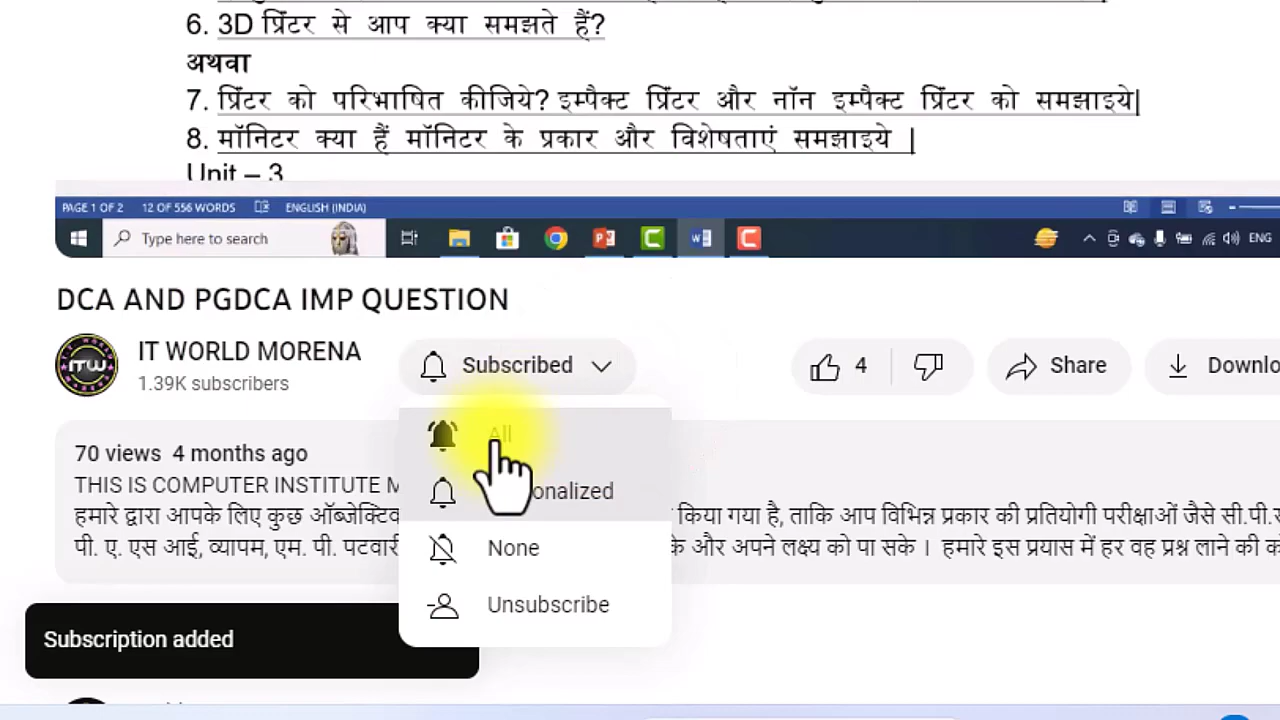 6. 3D प्रिंटर से आप क्या समझते हैं?
अथवा
7. प्रिंटर को परिभाषित कीजिये? इम्पैक्ट प्रिंटर और नॉन इम्पैक्ट प्रिंटर को समझाइये|
8. मॉनिटर क्या हैं मॉनिटर के प्रकार और विशेषताएं समझाइये |
Unit – 3
PAGE 1 OF 2 12 OF 556 WORDS ENGLISH (INDIA)
Type here to search ENG
DCA AND PGDCA IMP QUESTION
ITW
IT WORLD MORENA
1.39K subscribers
Subscribed
4
Share
All
70 views 4 months ago
THIS IS COMPUTER INSTITUTE
हमारे द्वारा आपके लिए कुछ किया गया है, ताकि आप विभिन्न प्रकार की प्रतियोगी परीक्षाओं जैसे
पी. ए. एस आई, व्यापम, एम. पी. पटवारी के और अपने लक्ष्य को पा सके । हमारे इस प्रयास में हर वह प्रश्न लाने की
None
Unsubscribe
Subscription added